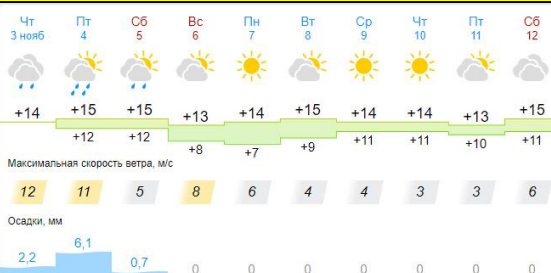 Чт Пт Сб Вс Пн Вт Ср Чт Пт Сб
3 нояб 4 5 6 7 8 9 10 11 12
+14 +15 +15 +13 +14 +15 +14 +14 +13 +15
+12 +12 +8 +7 +9 +11 +11 +10 +11
Максимальная скорость ветра, м/с
12 11 5 8 6 4 4 3 3 6
Осадки, мм
2,2 6,1 0,7 0 0 0 0 0 0 0